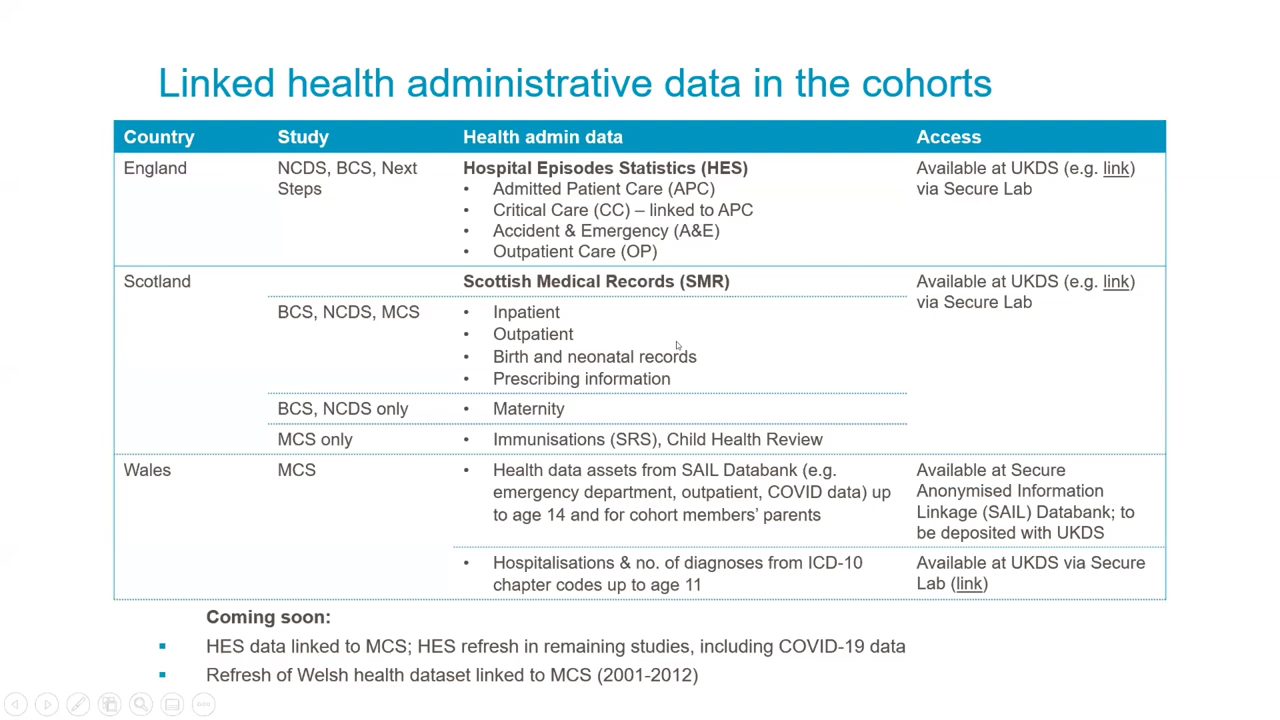 Linked health administrative data in the cohorts
Country Study Health admin data Access
England NCDS, BCS, Next Steps
Hospital Episodes Statistics (HES)
• Admitted Patient Care (APC)
• Critical Care (CC) – linked to APC
• Accident & Emergency (A&E)
• Outpatient Care (OP)
Available at UKDS (e.g. link)
via Secure Lab
Scotland
Scottish Medical Records (SMR)
Available at UKDS (e.g. link)
via Secure Lab
BCS, NCDS, MCS
• Inpatient
• Outpatient
• Birth and neonatal records
• Prescribing information
BCS, NCDS only • Maternity
MCS only • Immunisations (SRS), Child Health Review
Wales MCS
• Health data assets from SAIL Databank (e.g.
emergency department, outpatient, COVID data) up
to age 14 and for cohort members’ parents
Available at Secure
Anonymised Information
Linkage (SAIL) Databank; to
be deposited with UKDS
• Hospitalisations & no. of diagnoses from ICD-10
chapter codes up to age 11
Available at UKDS via Secure
Lab (link)
Coming soon:
▪ HES data linked to MCS; HES refresh in remaining studies, including COVID-19 data
▪ Refresh of Welsh health dataset linked to MCS (2001-2012)